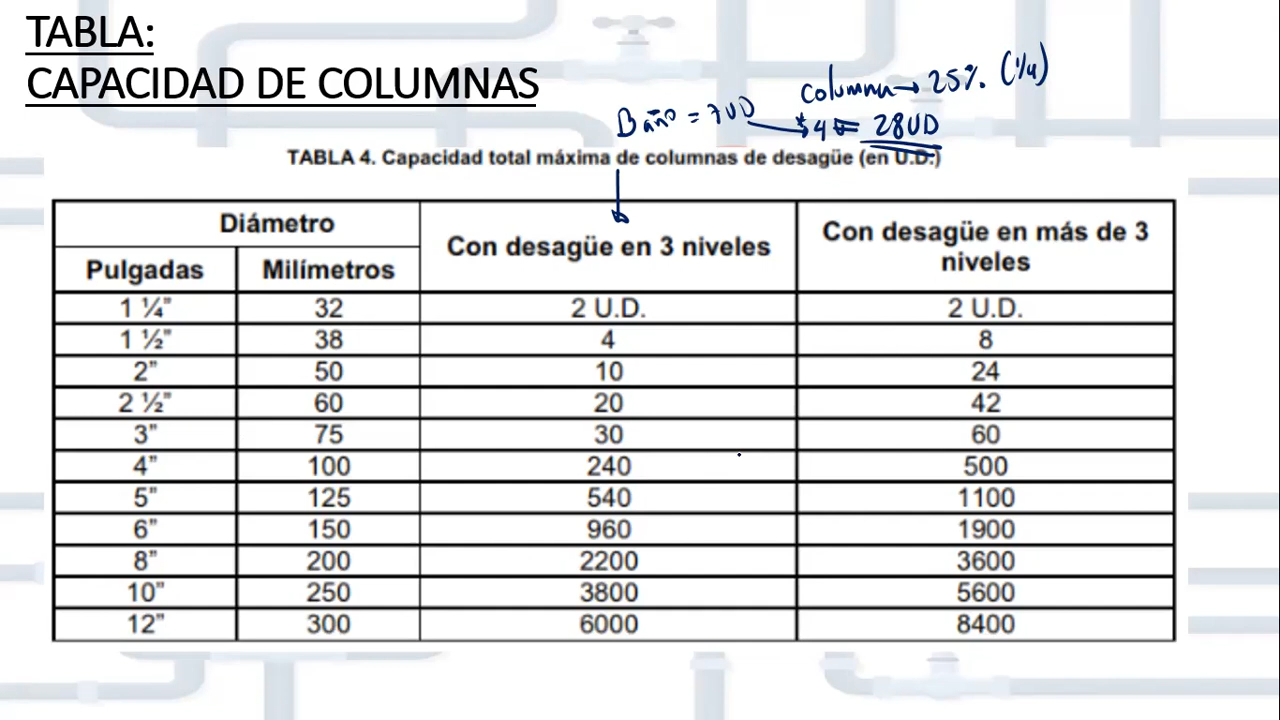 TABLA:
CAPACIDAD DE COLUMNAS
columna → 25% (1/4)
Baño = 7UD → *4 = 28UD
TABLA 4. Capacidad total máxima de columnas de desagüe (en U.D.)
Diámetro Con desagüe en 3 niveles Con desagüe en más de 3 niveles
Pulgadas Milímetros
1 ¼” 32 2 U.D. 2 U.D.
1 ½” 38 4 8
2” 50 10 24
2 ½” 60 20 42
3” 75 30 60
4” 100 240 500
5” 125 540 1100
6” 150 960 1900
8” 200 2200 3600
10” 250 3800 5600
12” 300 6000 8400